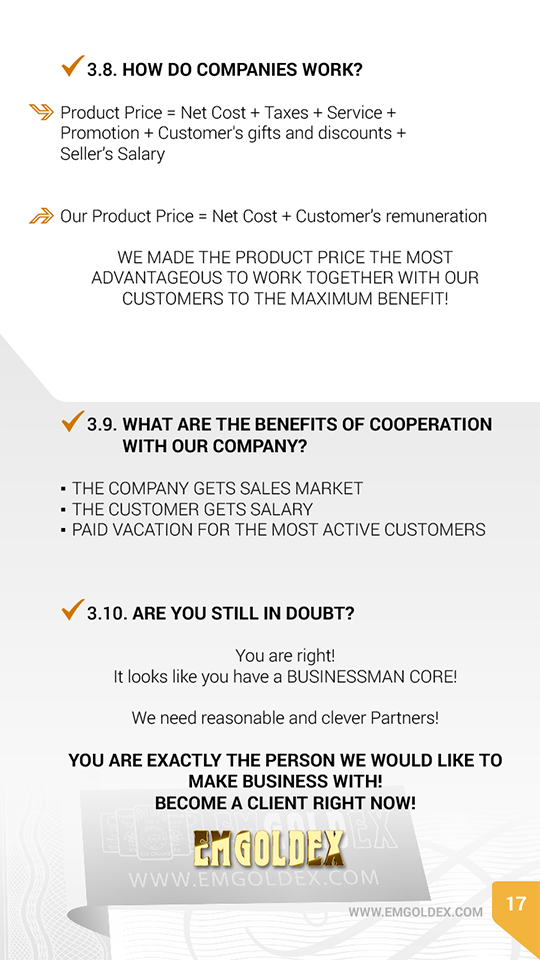 3.8. HOW DO COMPANIES WORK?
Product Price = Net Cost + Taxes + Service +
Promotion + Customer's gifts and discounts +
Seller's Salary
Our Product Price = Net Cost + Customer's remuneration
WE MADE THE PRODUCT PRICE THE MOST
ADVANTAGEOUS TO WORK TOGETHER WITH OUR
CUSTOMERS TO THE MAXIMUM BENEFIT!
3.9. WHAT ARE THE BENEFITS OF COOPERATION
WITH OUR COMPANY?
▪ THE COMPANY GETS SALES MARKET
▪ THE CUSTOMER GETS SALARY
▪ PAID VACATION FOR THE MOST ACTIVE CUSTOMERS
3.10. ARE YOU STILL IN DOUBT?
You are right!
It looks like you have a BUSINESSMAN CORE!
We need reasonable and clever Partners!
YOU ARE EXACTLY THE PERSON WE WOULD LIKE TO
MAKE BUSINESS WITH!
BECOME A CLIENT RIGHT NOW!
EMGOLDEX
EMGOLDEX
WWW.EMGOLDEX.COM
WWW.EMGOLDEX.COM
17